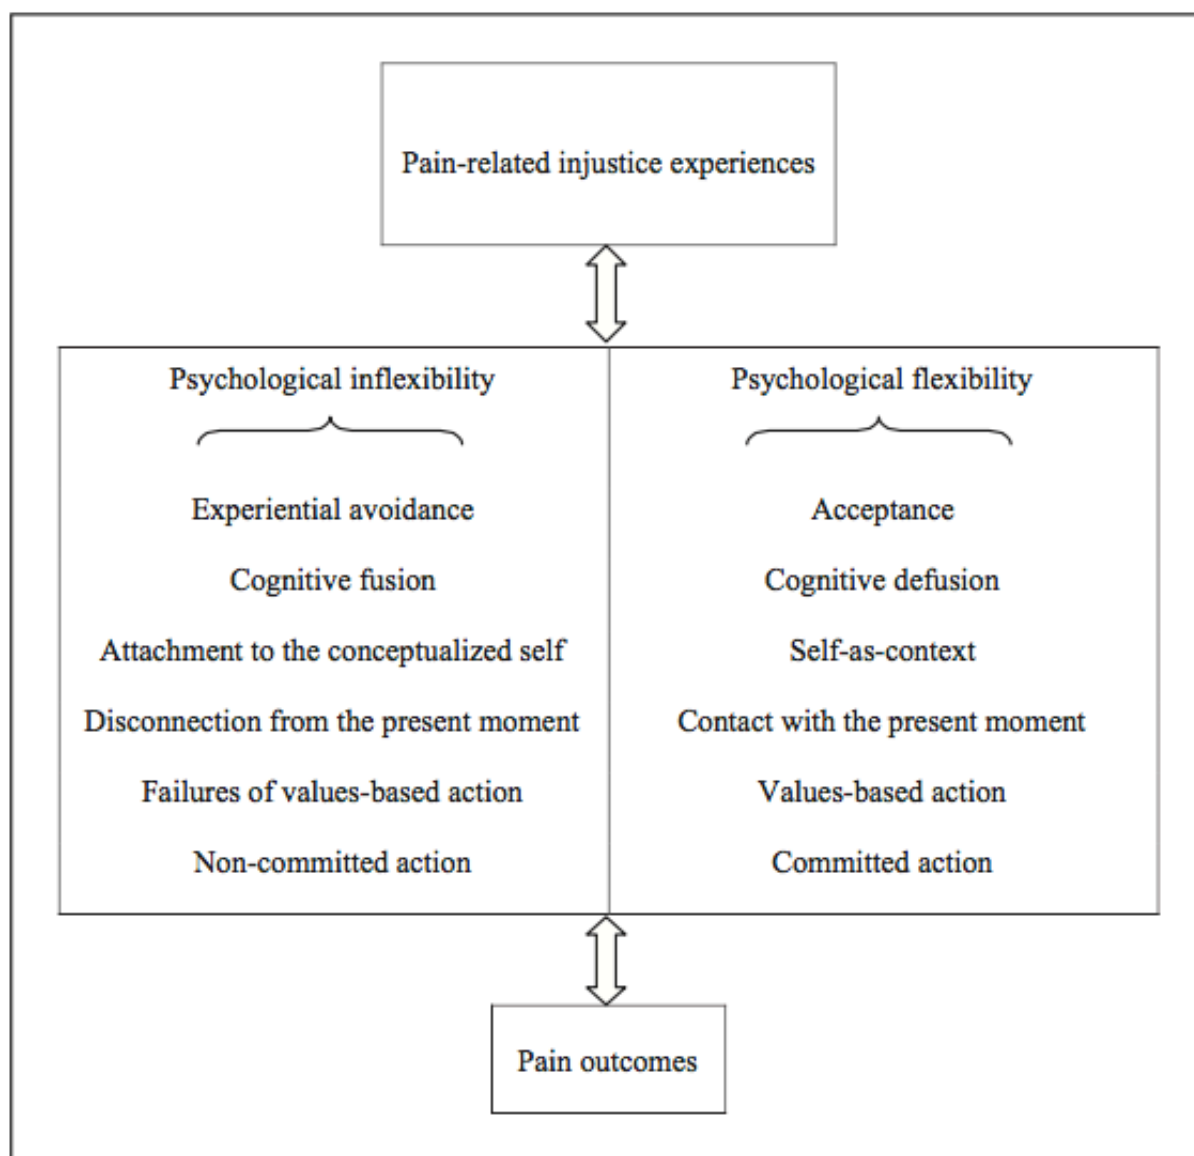 Pain-related injustice experiences
Psychological inflexibility
Experiential avoidance
Cognitive fusion
Attachment to the conceptualized self
Disconnection from the present moment
Failures of values-based action
Non-committed action
Psychological flexibility
Acceptance
Cognitive defusion
Self-as-context
Contact with the present moment
Values-based action
Committed action
Pain outcomes